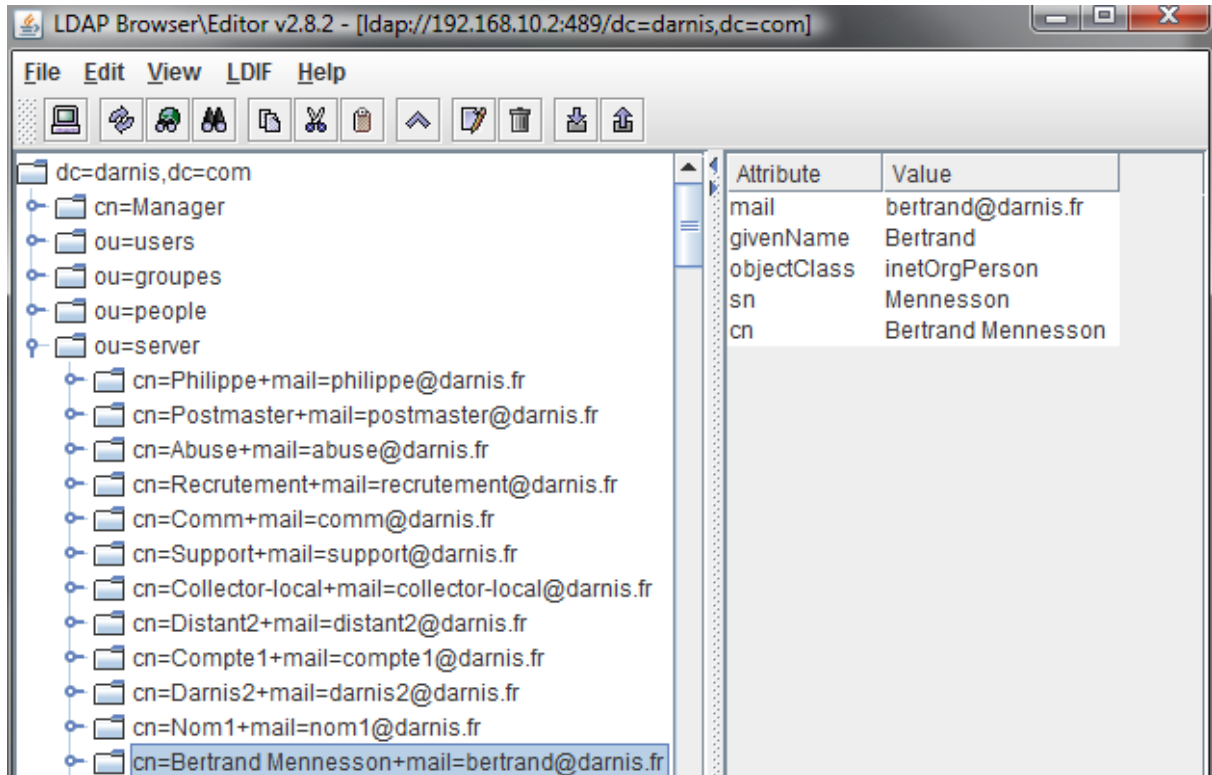 LDAP Browser\Editor v2.8.2 - [ldap://192.168.10.2:489/dc=darnis,dc=com]
File Edit View LDIF Help
dc=darnis,dc=com
cn=Manager
ou=users
ou=groupes
ou=people
ou=server
cn=Philippe+mail=philippe@darnis.fr
cn=Postmaster+mail=postmaster@darnis.fr
cn=Abuse+mail=abuse@darnis.fr
cn=Recrutement+mail=recrutement@darnis.fr
cn=Comm+mail=comm@darnis.fr
cn=Support+mail=support@darnis.fr
cn=Collector-local+mail=collector-local@darnis.fr
cn=Distant2+mail=distant2@darnis.fr
cn=Compte1+mail=compte1@darnis.fr
cn=Darnis2+mail=darnis2@darnis.fr
cn=Nom1+mail=nom1@darnis.fr
cn=Bertrand Mennesson+mail=bertrand@darnis.fr
Attribute Value
mail bertrand@darnis.fr
givenName Bertrand
objectClass inetOrgPerson
sn Mennesson
cn Bertrand Mennesson